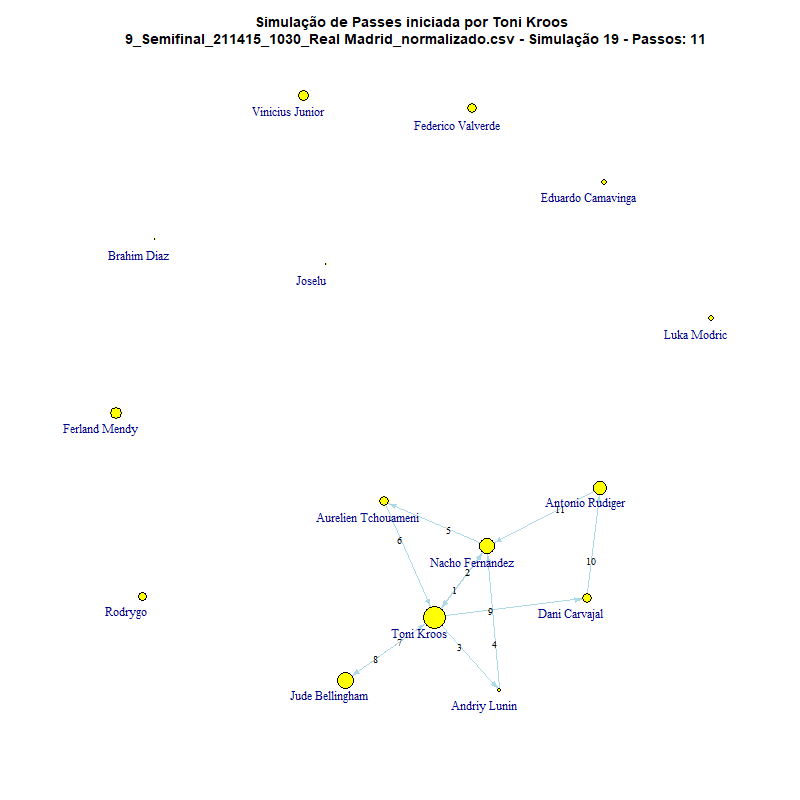 Simulação de Passes iniciada por Toni Kroos
9_Semifinal_211415_1030_Real Madrid_normalizado.csv - Simulação 19 - Passos: 11
Vinicius Junior
Federico Valverde
Eduardo Camavinga
Brahim Diaz
Joselu
Luka Modric
Ferland Mendy
Antonio Rudiger
11
Aurelien Tchouameni
5
6
Nacho Fernandez
10
2
1
Rodrygo
9
Dani Carvajal
Toni Kroos
7
3
4
8
Jude Bellingham
Andriy Lunin